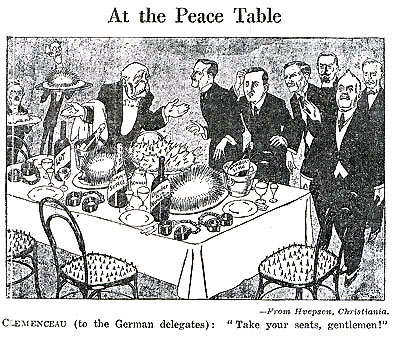 At the Peace Table
—From Hvepsen, Christiania.
CLEMENCEAU (to the German delegates): "Take your seats, gentlemen!"